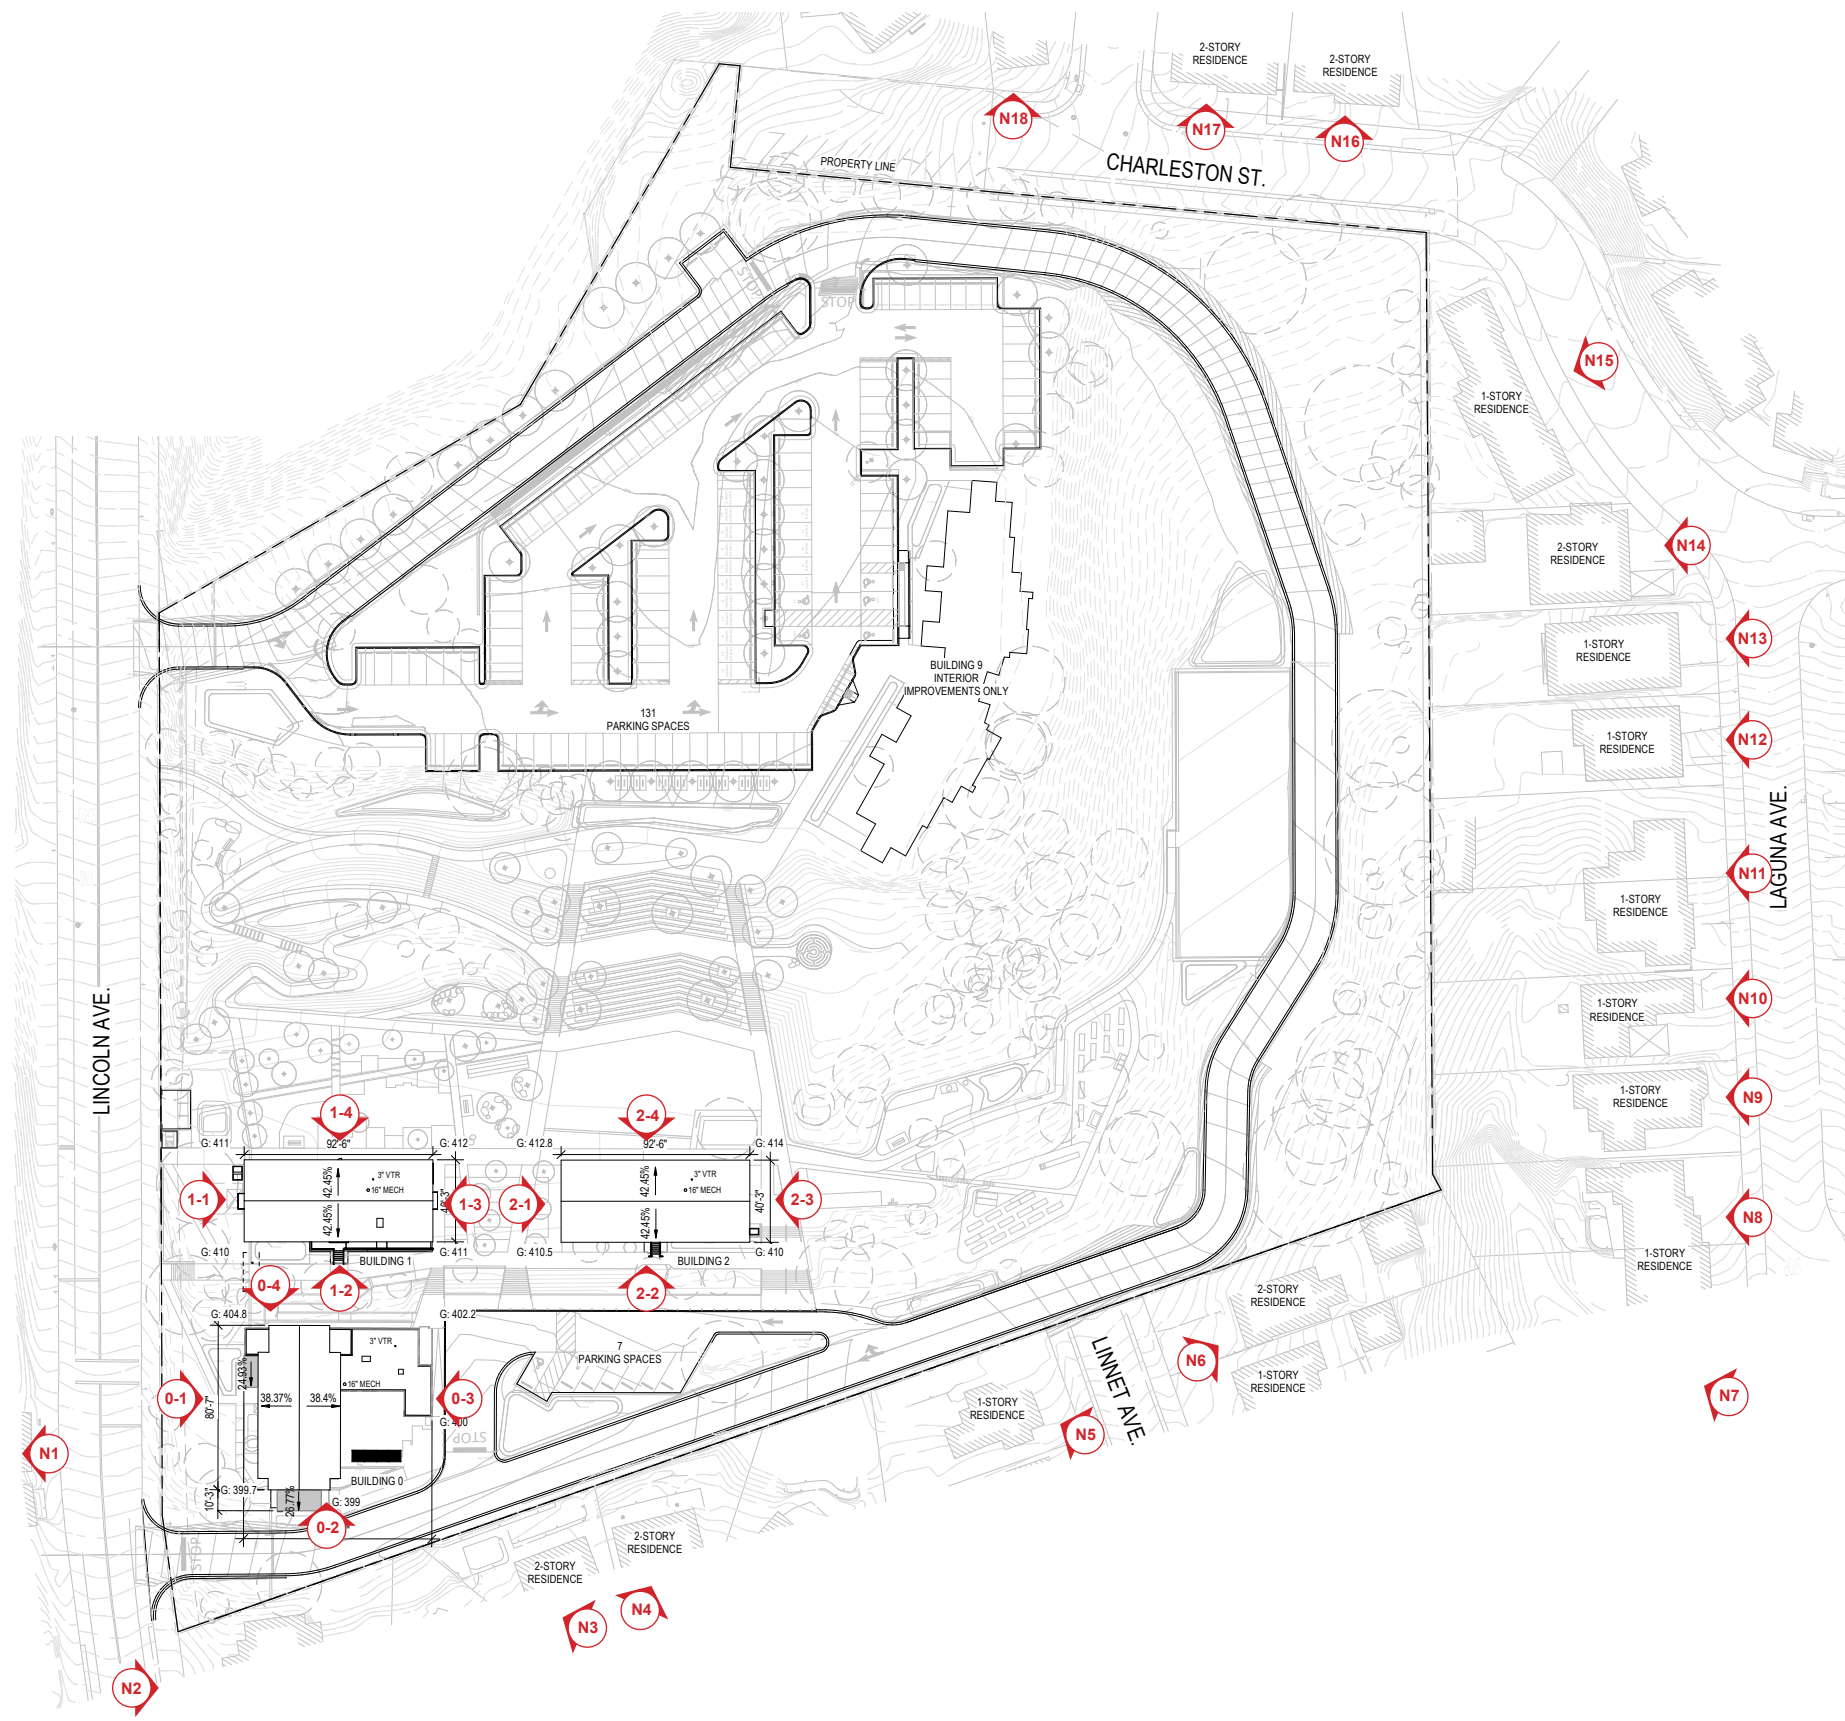 2-STORY
RESIDENCE
2-STORY
RESIDENCE
N18
N17
N16
PROPERTY LINE
CHARLESTON ST.
STOP
STOP
N15
1-STORY
RESIDENCE
2-STORY
RESIDENCE
N14
1-STORY
RESIDENCE
N13
BUILDING 9
INTERIOR
IMPROVEMENTS ONLY
131
PARKING SPACES
1-STORY
RESIDENCE
N12
LAGUNA AVE.
N11
1-STORY
RESIDENCE
LINCOLN AVE.
1-STORY
RESIDENCE
N10
1-STORY
RESIDENCE
N9
1-4
2-4
G: 411
92'-6"
G: 412
G: 412.8
92'-6"
G: 414
42.45%
3" VTR
16" MECH
42.45%
3" VTR
16" MECH
1-1
1-3
40'-3"
2-1
40'-3"
2-3
42.45%
42.45%
N8
G: 410
G: 411
G: 410.5
G: 410
BUILDING 1
BUILDING 2
1-STORY
RESIDENCE
0-4
1-2
2-2
2-STORY
RESIDENCE
G: 404.8
G: 402.2
3" VTR
7
PARKING SPACES
LINNET AVE.
N6
24.93%
16" MECH
1-STORY
RESIDENCE
0-1
80'-7"
38.37%
38.4%
0-3
N7
1-STORY
RESIDENCE
G: 400
STOP
N5
N1
BUILDING 0
10'-3"
G: 399.7
26.77%
G: 399
0-2
2-STORY
RESIDENCE
STOP
2-STORY
RESIDENCE
N4
N3
N2